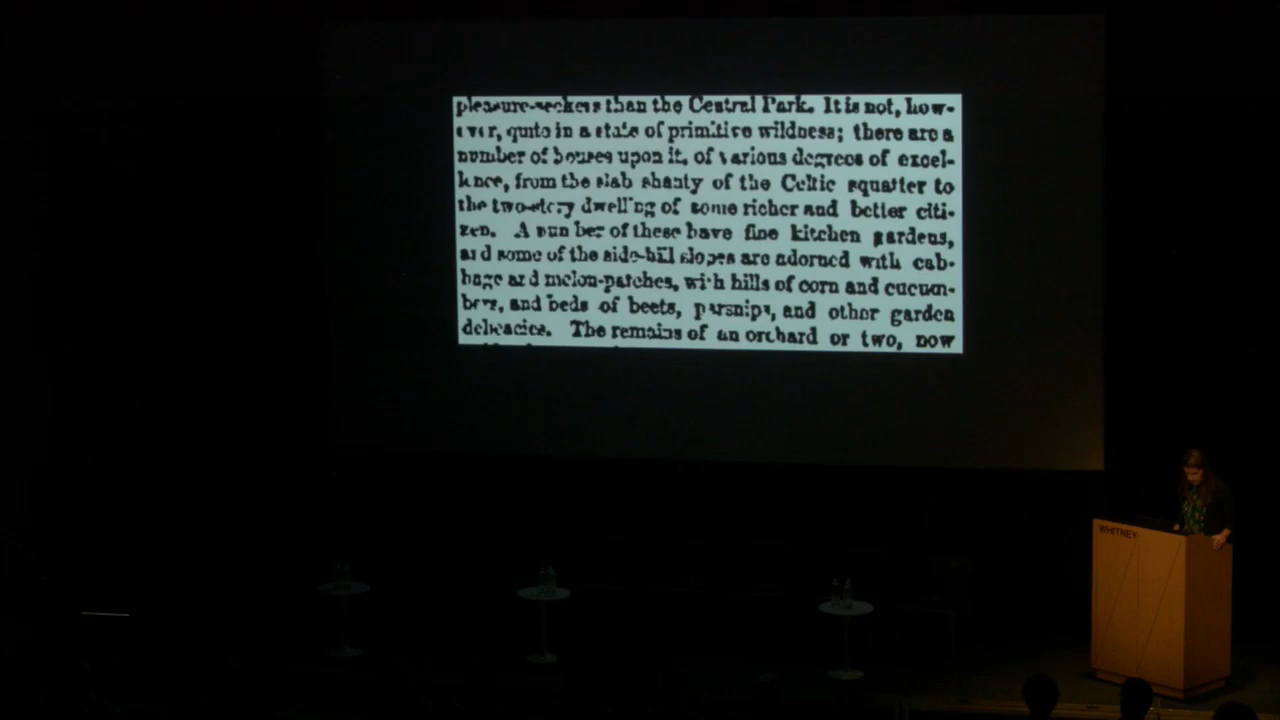 pleasure-seekers than the Central Park. It is not, how-
ever, quite in a state of primitive wildness; there are a
number of houses upon it, of various degrees of excel-
lence, from the slab shanty of the Celtic squatter to
the two-story dwelling of some richer and better citi-
zen. A number of these have fine kitchen gardens,
and some of the side-hill slopes are adorned with cab-
bage and melon-patches, with hills of corn and cucum-
bers, and beds of beets, parsnips, and other garden
delicacies. The remains of an orchard or two, now
WHITNEY